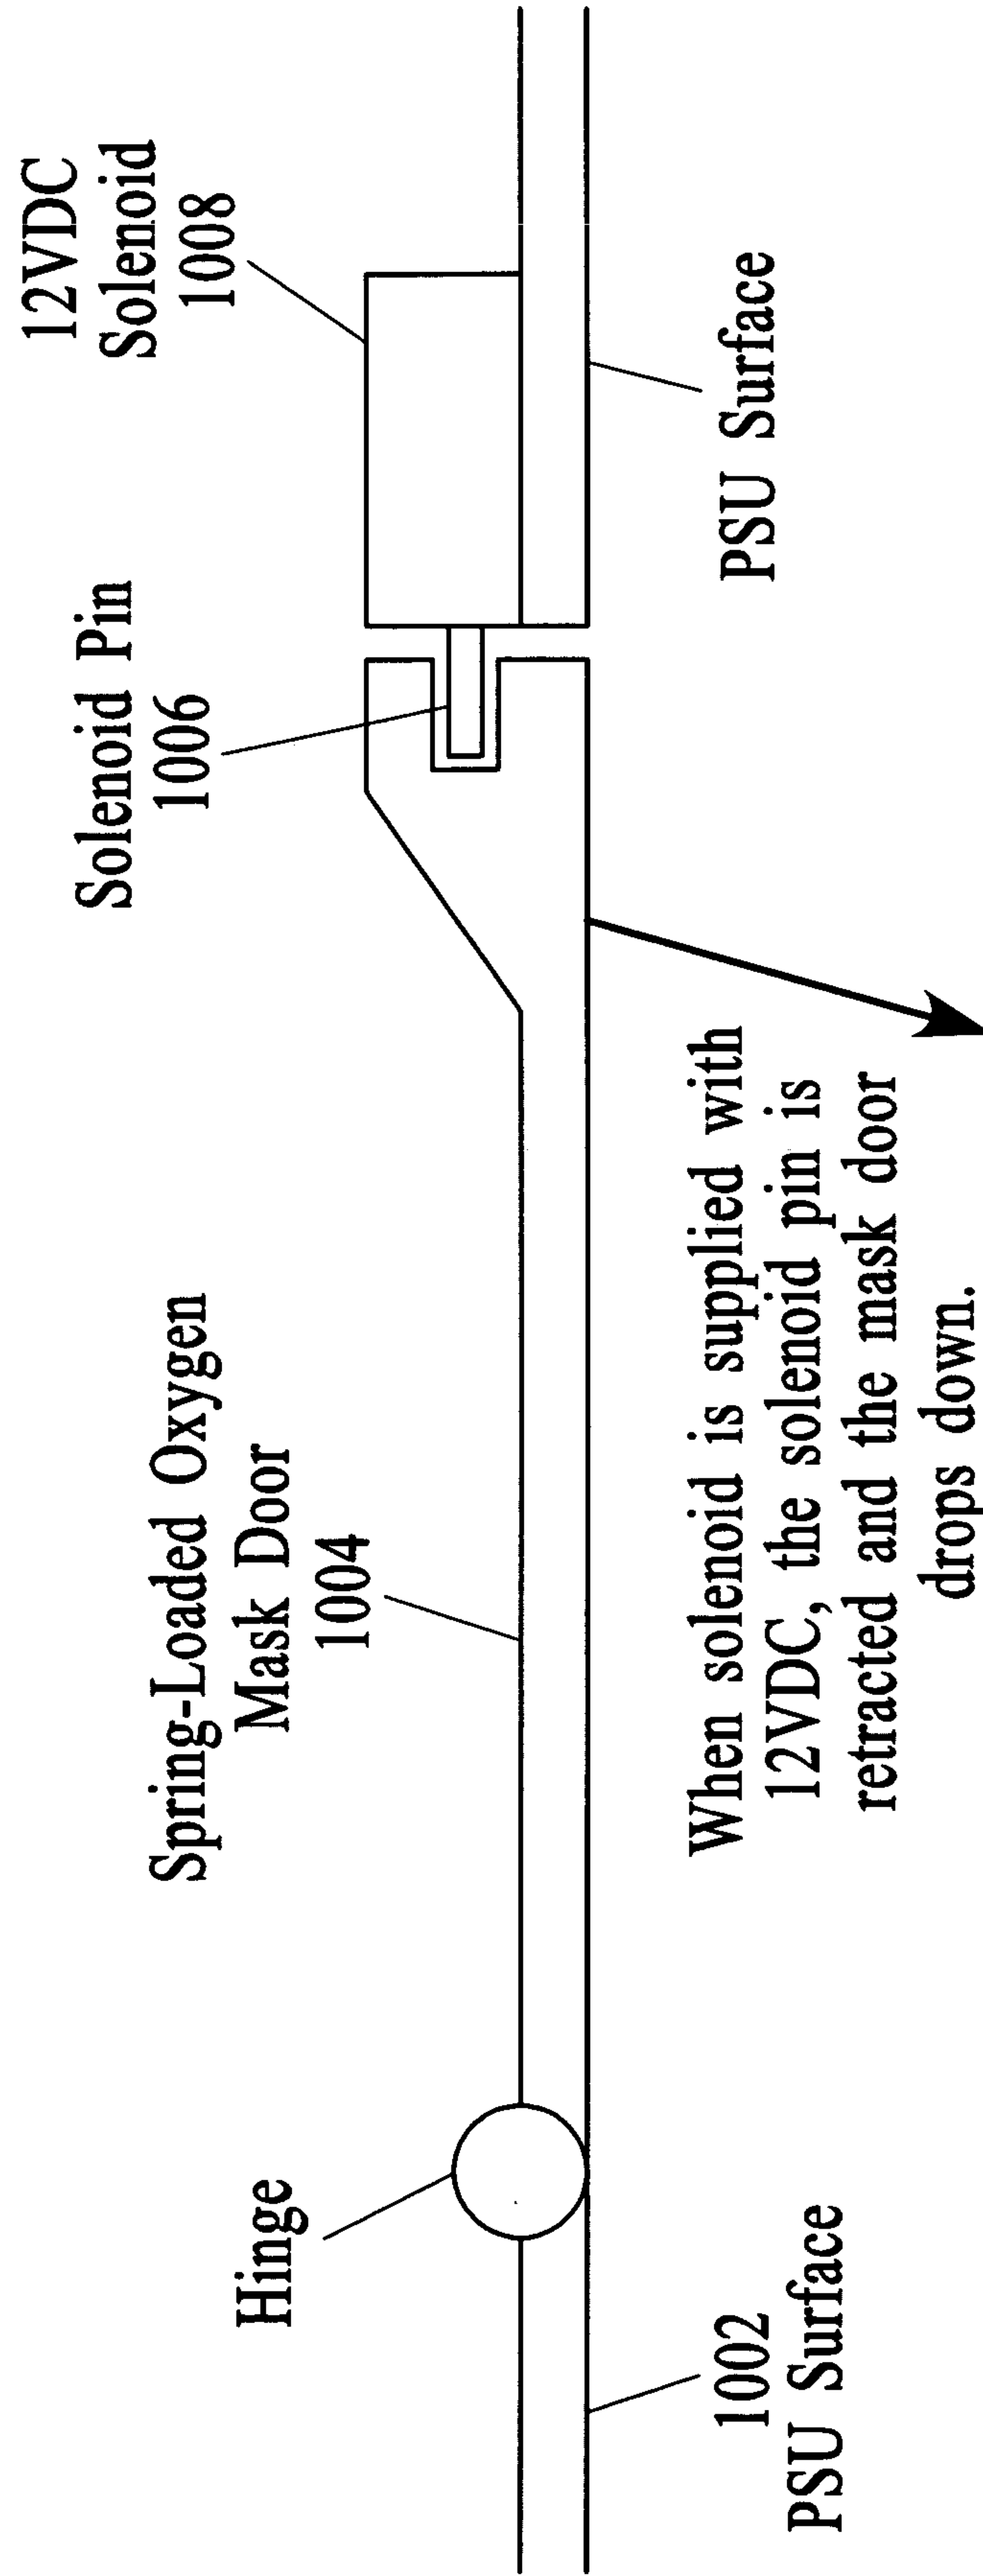 Hinge
Spring-Loaded Oxygen
Mask Door
1004
Solenoid Pin
1006
12VDC
Solenoid
1008
1002
PSU Surface
When solenoid is supplied with
12VDC, the solenoid pin is
retracted and the mask door
drops down.
PSU Surface